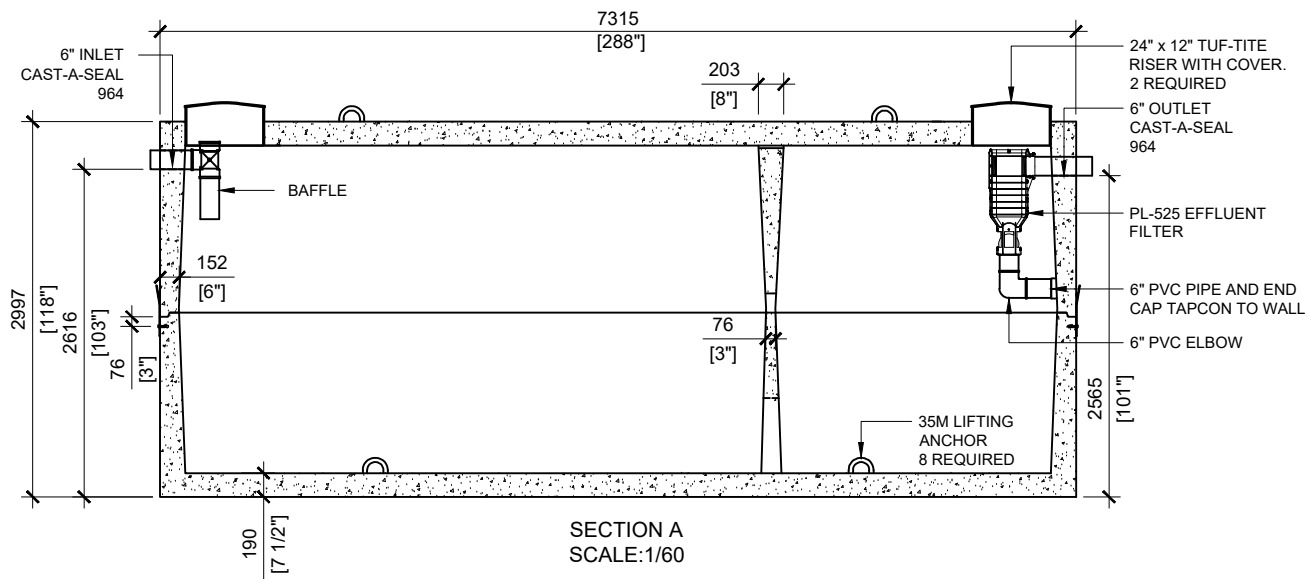 7315
[288"]
6" INLET
CAST-A-SEAL
964
203
[8"]
24" x 12" TUF-TITE
RISER WITH COVER.
2 REQUIRED
6" OUTLET
CAST-A-SEAL
964
BAFFLE
PL-525 EFFLUENT
FILTER
152
[6"]
6" PVC PIPE AND END
CAP TAPCON TO WALL
2997
[118"]
2616
[103"]
76
[3"]
76
[3"]
6" PVC ELBOW
2565
[101"]
35M LIFTING
ANCHOR
8 REQUIRED
190
[7 1/2"]
SECTION A
SCALE:1/60